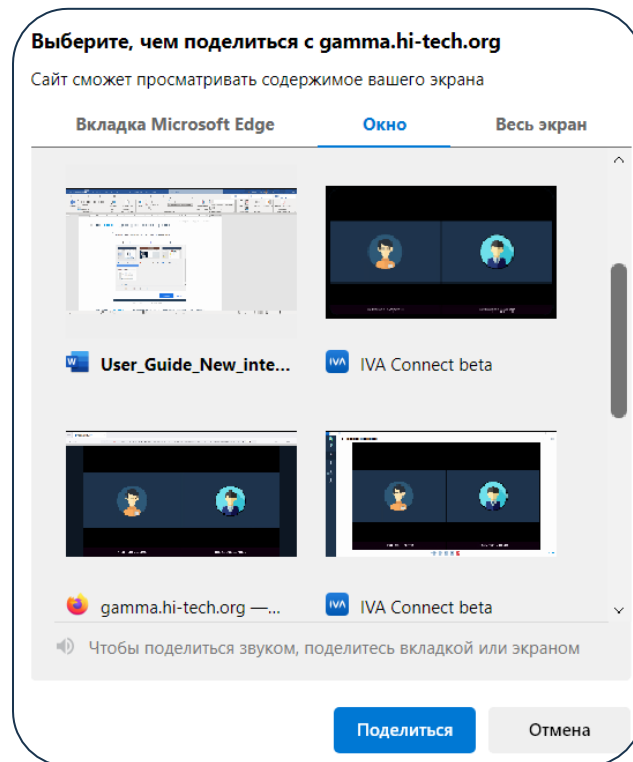 Выберите, чем поделиться с gamma.hi-tech.org
Сайт сможет просматривать содержимое вашего экрана
Вкладка Microsoft Edge Окно Весь экран
User_Guide_New_inte... IVA IVA Connect beta
gamma.hi-tech.org —... IVA IVA Connect beta
Чтобы поделиться звуком, поделитесь вкладкой или экраном
Поделиться Отмена